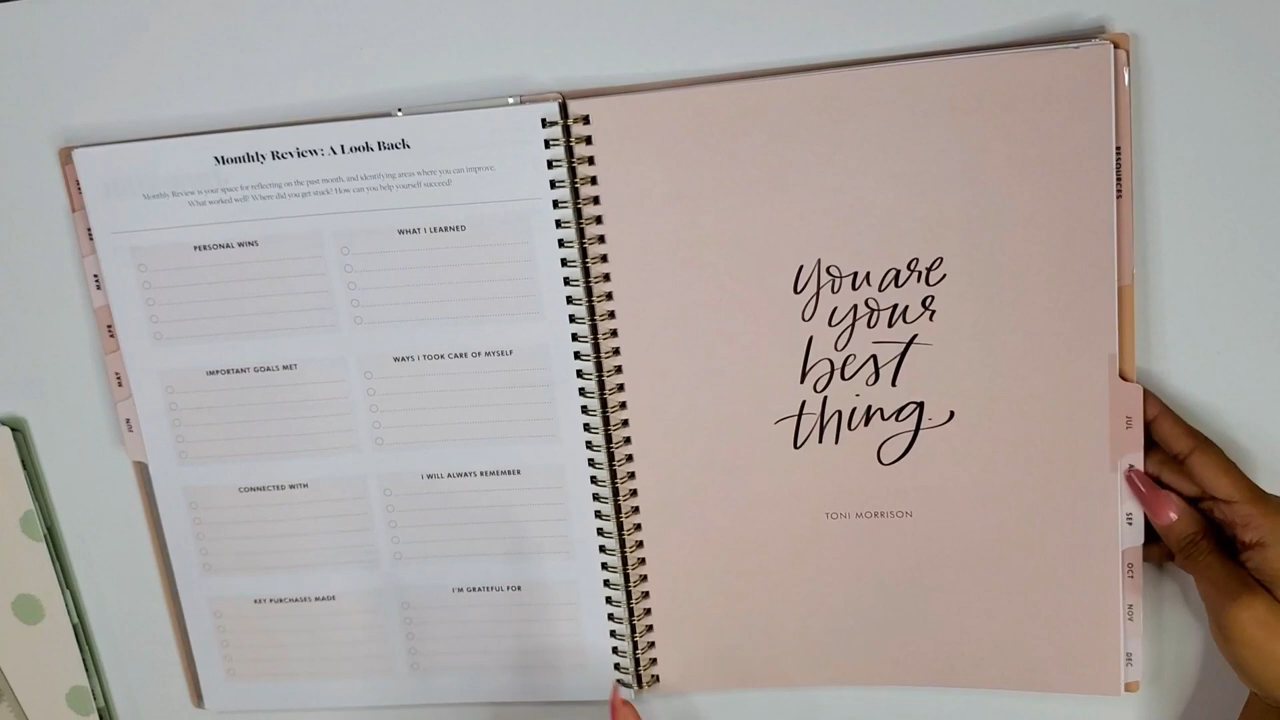 Monthly Review: A Look Back
Monthly Review is your space for reflecting on the past month, and identifying areas where you can improve.
What worked well? Where did you get stuck? How can you help yourself succeed?
PERSONAL WINS
WHAT I LEARNED
IMPORTANT GOALS MET
WAYS I TOOK CARE OF MYSELF
CONNECTED WITH
I WILL ALWAYS REMEMBER
KEY PURCHASES MADE
I'M GRATEFUL FOR
MAR
APR
MAY
JUN
you are
your
best
thing.
TONI MORRISON
RESOURCES
JUL
SEP
OCT
NOV
DEC